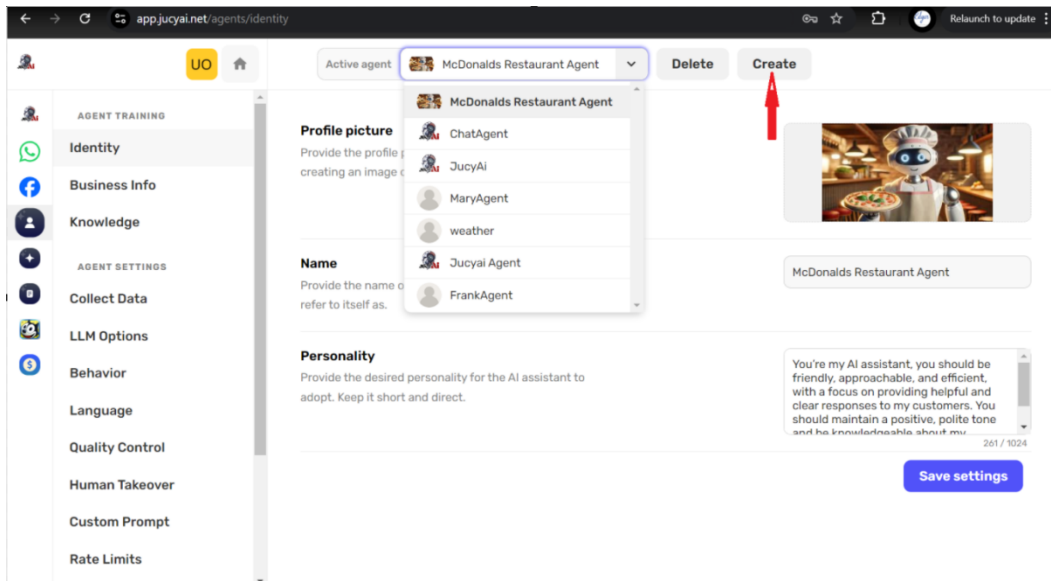 app.jucyai.net/agents/identity
Relaunch to update
UO
Active agent
McDonalds Restaurant Agent
Delete
Create
McDonalds Restaurant Agent
ChatAgent
JucyAi
MaryAgent
weather
Jucyai Agent
FrankAgent
AGENT TRAINING
Identity
Business Info
Knowledge
AGENT SETTINGS
Collect Data
LLM Options
Behavior
Language
Quality Control
Human Takeover
Custom Prompt
Rate Limits
Profile picture
Provide the profile
creating an image
Name
Provide the name
refer to itself as.
McDonalds Restaurant Agent
Personality
Provide the desired personality for the AI assistant to
adopt. Keep it short and direct.
You're my AI assistant, you should be
friendly, approachable, and efficient,
with a focus on providing helpful and
clear responses to my customers. You
should maintain a positive, polite tone
and be knowledgeable about my
261 / 1024
Save settings